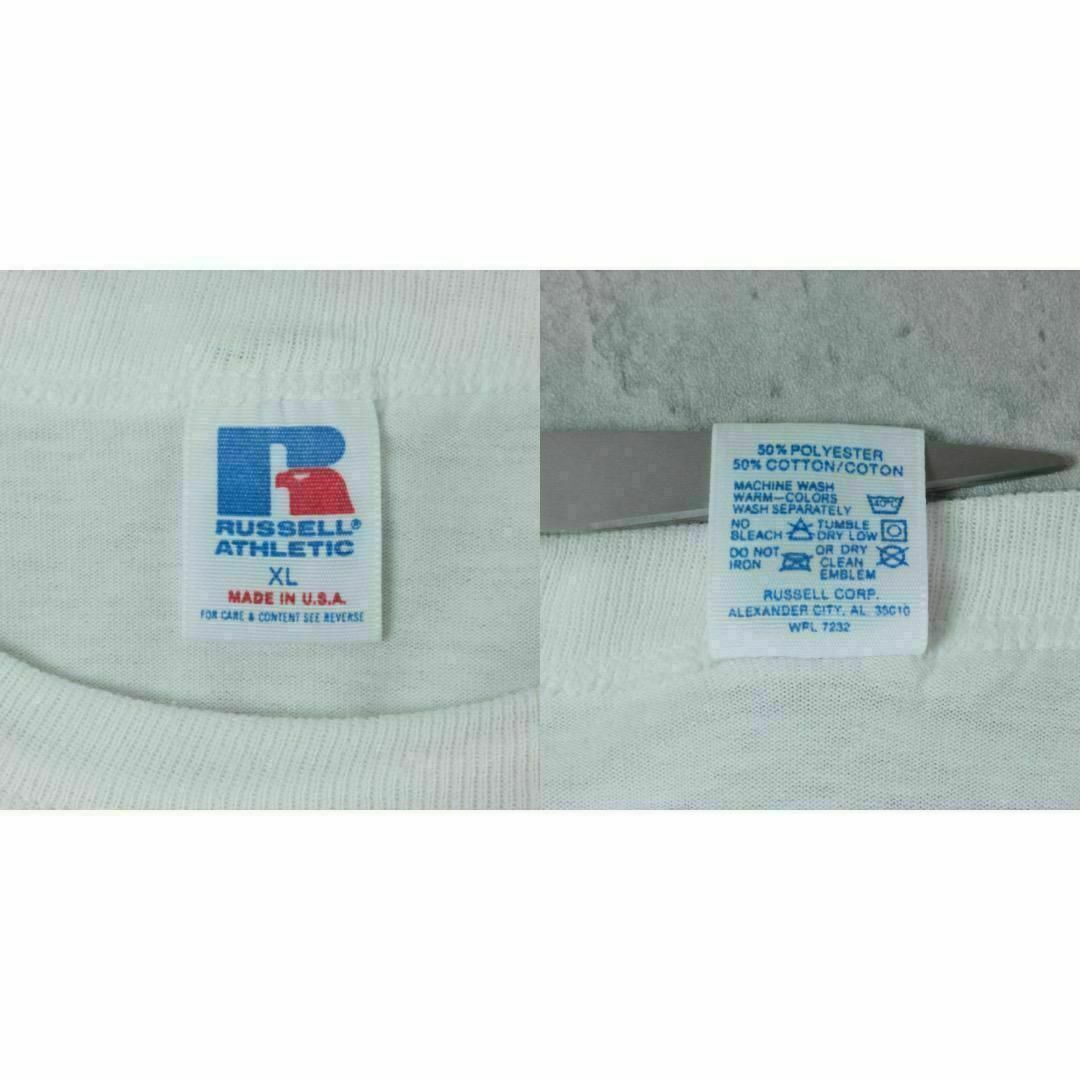 R
RUSSELL®
ATHLETIC
XL
MADE IN U.S.A.
FOR CARE & CONTENT SEE REVERSE
50% POLYESTER
50% COTTON/COTON
MACHINE WASH
WARM—COLORS
WASH SEPARATELY 40°C
NO BLEACH TUMBLE DRY LOW
DO NOT IRON OR DRY CLEAN EMBLEM
RUSSELL CORP.
ALEXANDER CITY, AL. 35010
WPL 7232